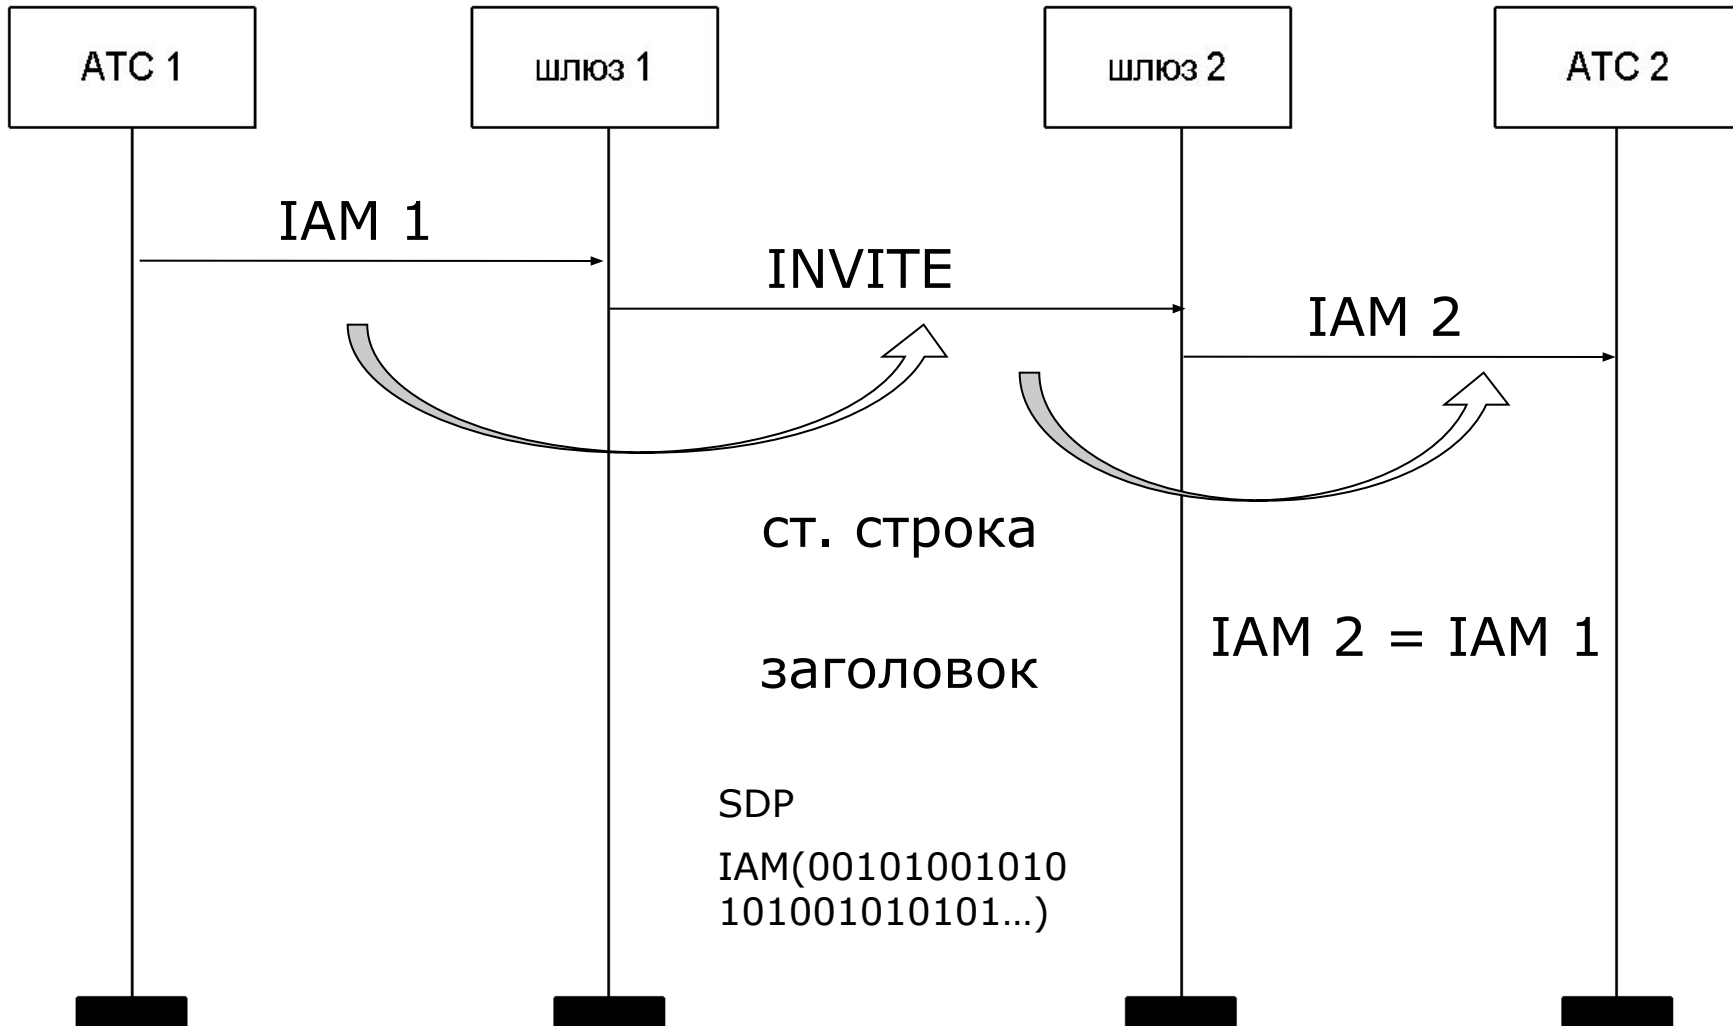 АТС 1
шлюз 1
шлюз 2
АТС 2
IAM 1
INVITE
IAM 2
ст. строка
IAM 2 = IAM 1
заголовок
SDP
IAM(00101001010
101001010101…)